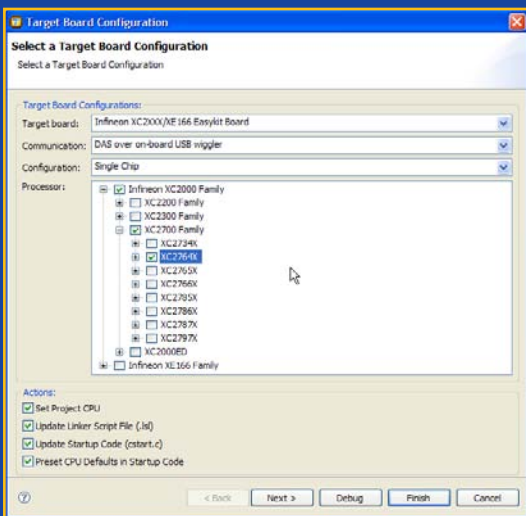 Target Board Configuration
Select a Target Board Configuration
Select a Target Board Configuration
Target Board Configurations:
Target board: Infineon XC2XXX/XE166 Easykit Board
Communication: DAS over on-board USB wiggler
Configuration: Single Chip
Processor:
Infineon XC2000 Family
XC2200 Family
XC2300 Family
XC2700 Family
XC2734X
XC2764X
XC2765X
XC2766X
XC2785X
XC2786X
XC2787X
XC2797X
XC2000ED
Infineon XE166 Family
Actions:
Set Project CPU
Update Linker Script File (.lsl)
Update Startup Code (cstart.c)
Preset CPU Defaults in Startup Code
? < Back Next > Debug Finish Cancel